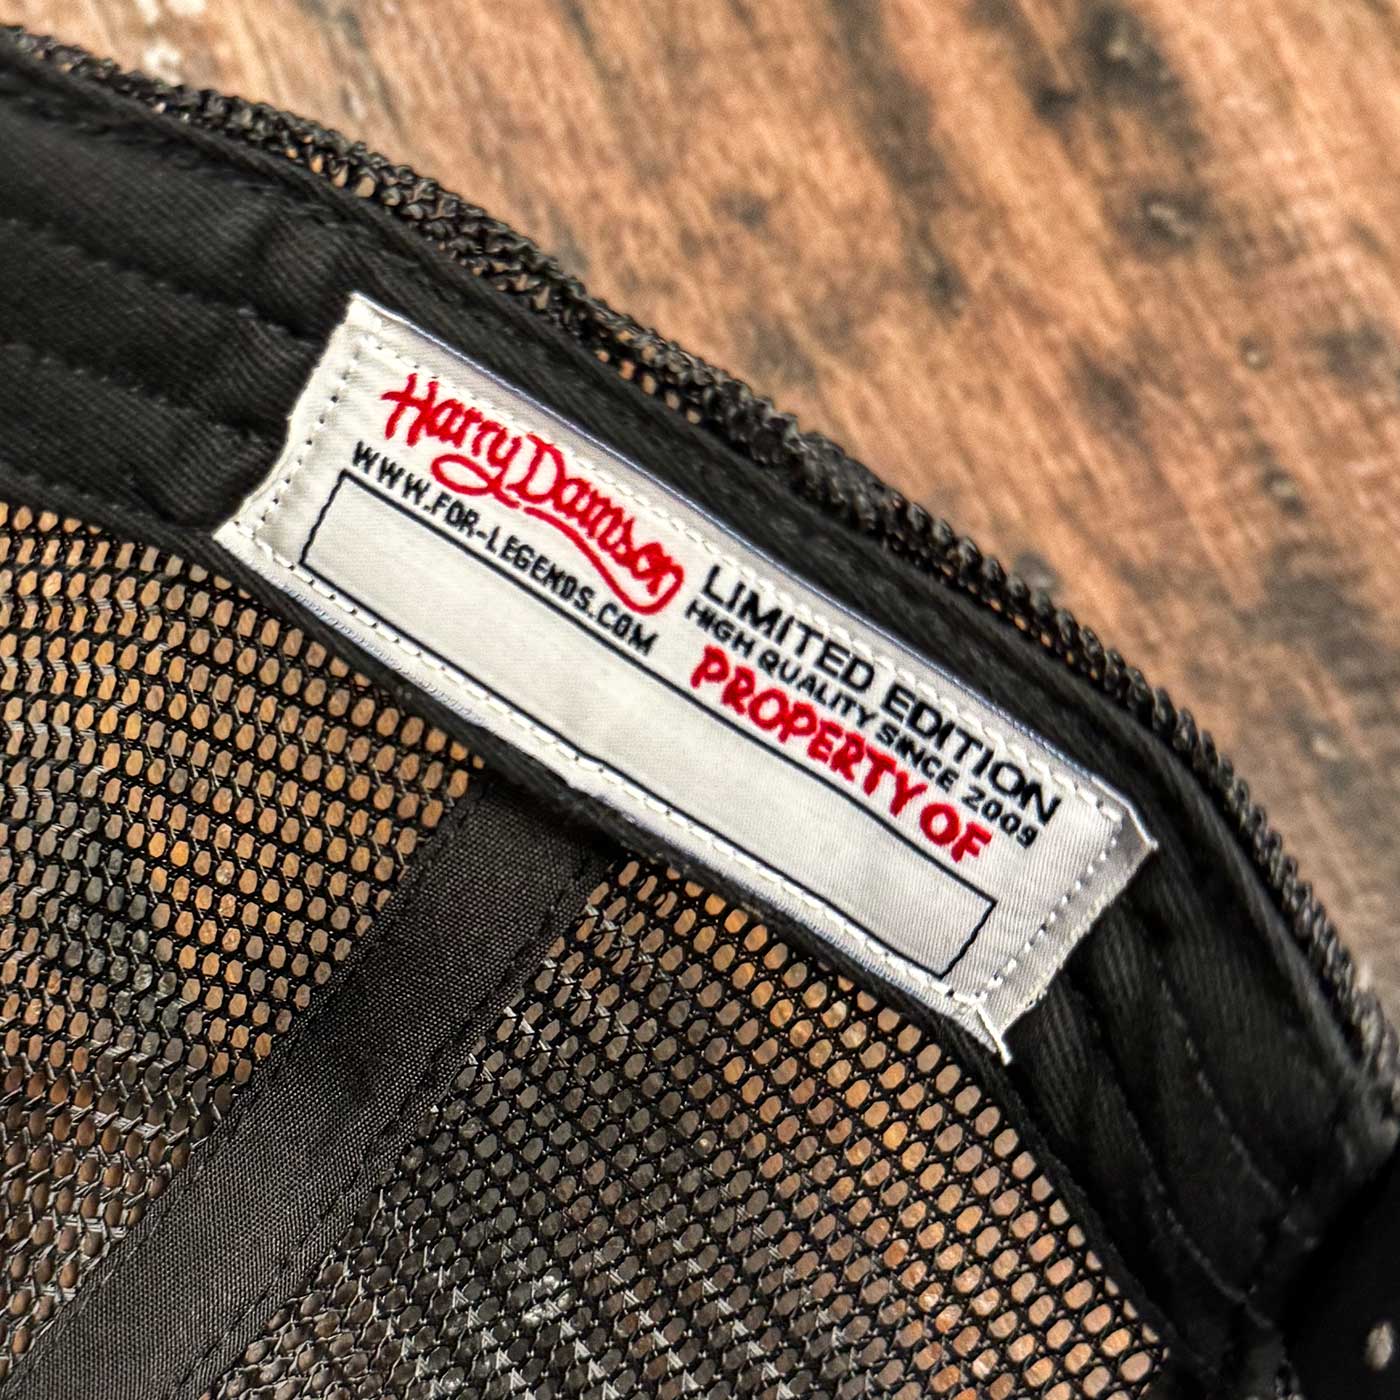 Harry Damson
WWW.FOR-LEGENDS.COM
LIMITED EDITION
HIGH QUALITY SINCE 2009
PROPERTY OF